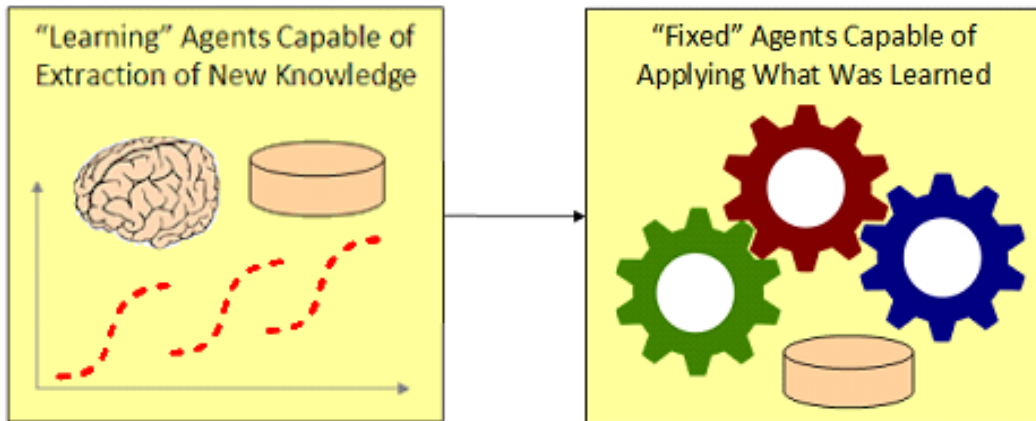 “Learning” Agents Capable of
Extraction of New Knowledge
“Fixed” Agents Capable of
Applying What Was Learned